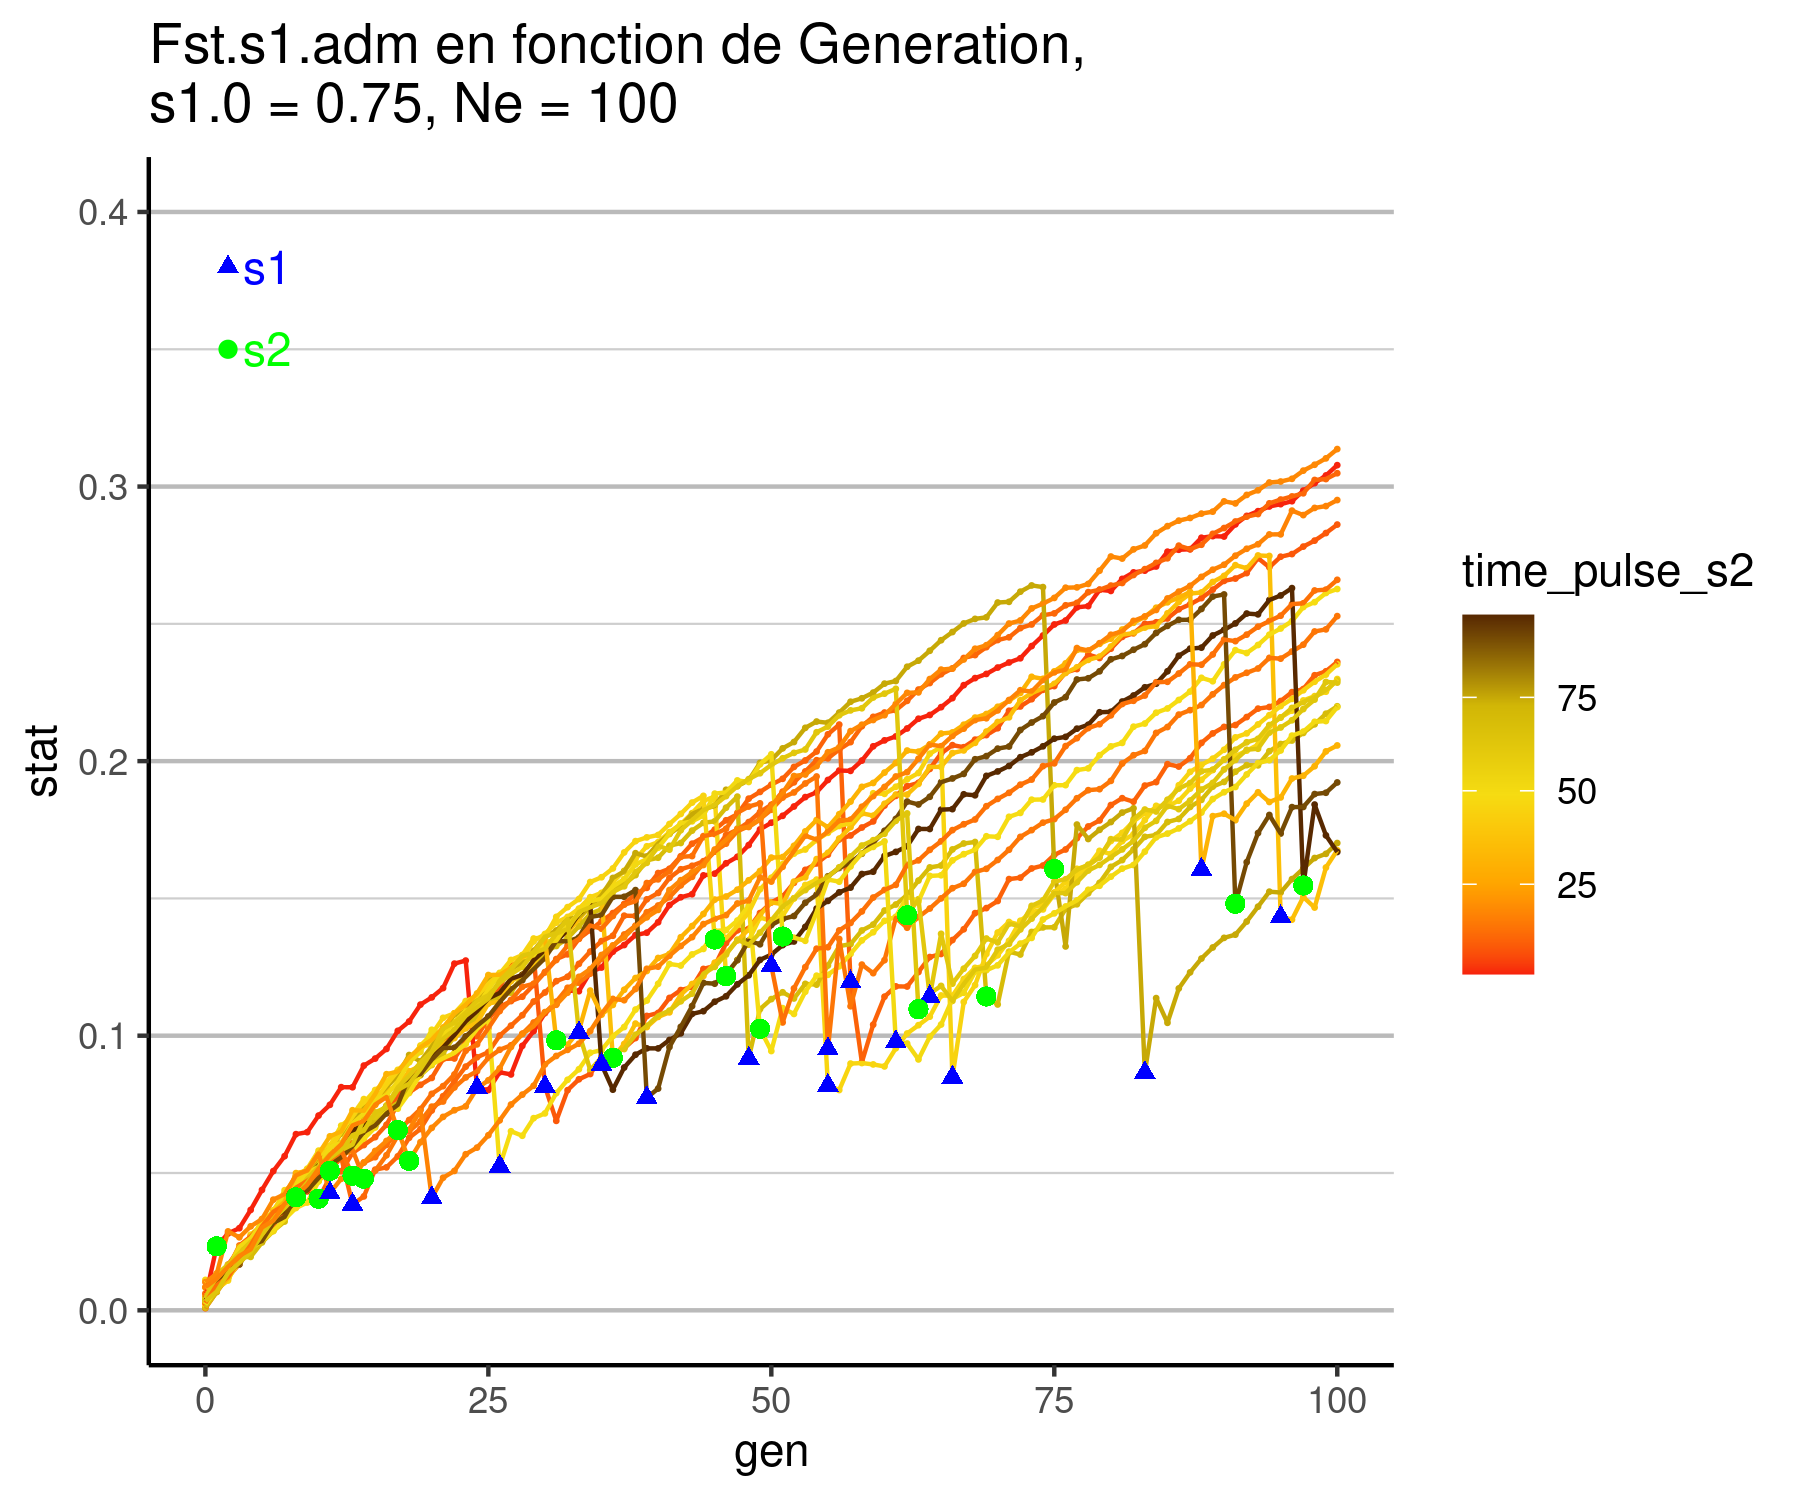 Fst.s1.adm en fonction de Generation,
s1.0 = 0.75, Ne = 100
0.4
0.3
0.2
0.1
0.0
stat
s1
s2
0
25
50
75
100
gen
time_pulse_s2
75
50
25